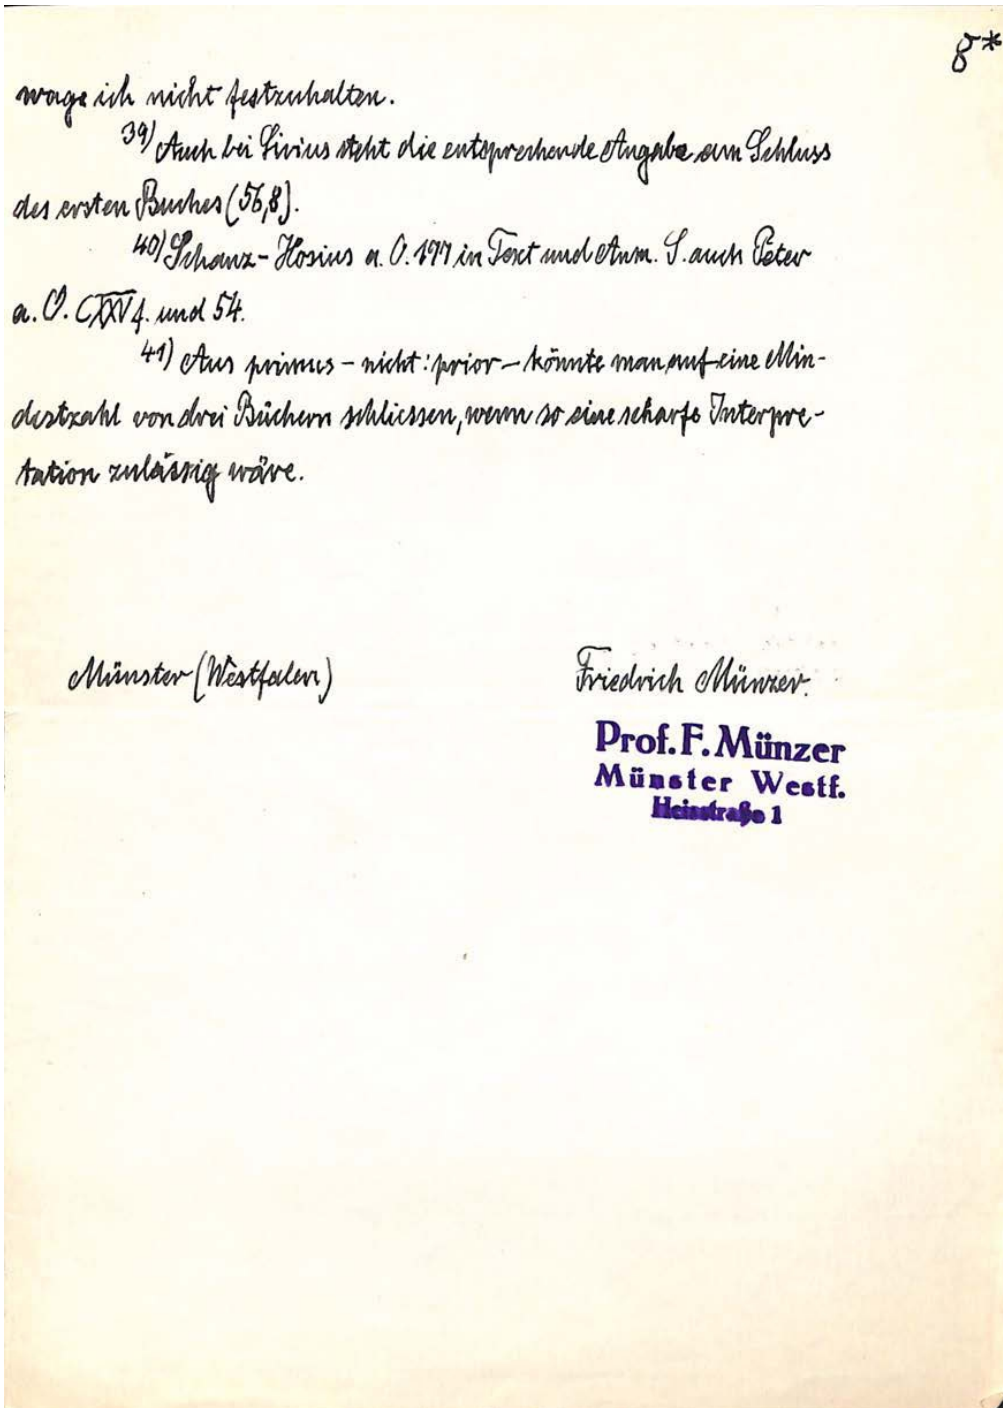 8*
wage ich nicht festzuhalten.
39) Auch bei Livius steht die entsprechende Angabe am Schluss
des ersten Buches (56,8).
40) Schanz-Hosius a. O. 177 in Text und Anm. S. auch Peter
a. O. CXXV f. und 54.
41) Aus primus – nicht: prior – könnte man auf eine Min-
destzahl von drei Büchern schliessen, wenn so eine scharfe Interpre-
tation zulässig wäre.
Münster (Westfalen) Friedrich Münzer.
Prof. F. Münzer
Münster Westf.
Heisstraße 1